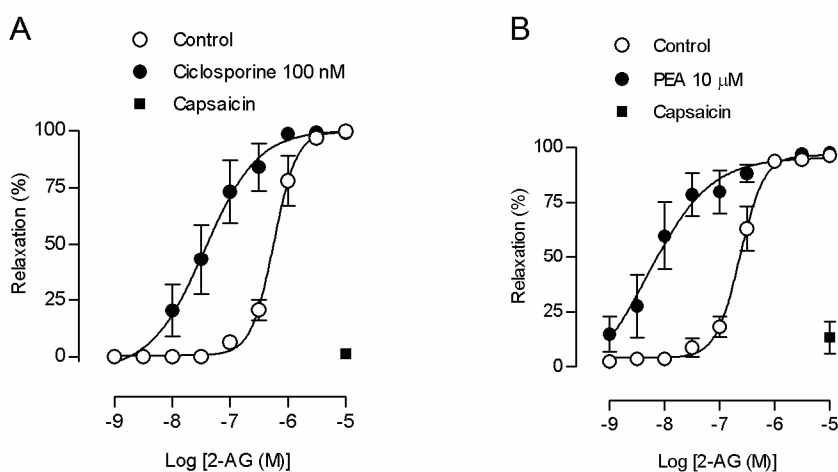 A
Control
Ciclosporine 100 nM
Capsaicin
100
75
50
25
0
Relaxation (%)
-9 -8 -7 -6 -5
Log [2-AG (M)]
B
Control
PEA 10 μM
Capsaicin
100
75
50
25
0
Relaxation (%)
-9 -8 -7 -6 -5
Log [2-AG (M)]